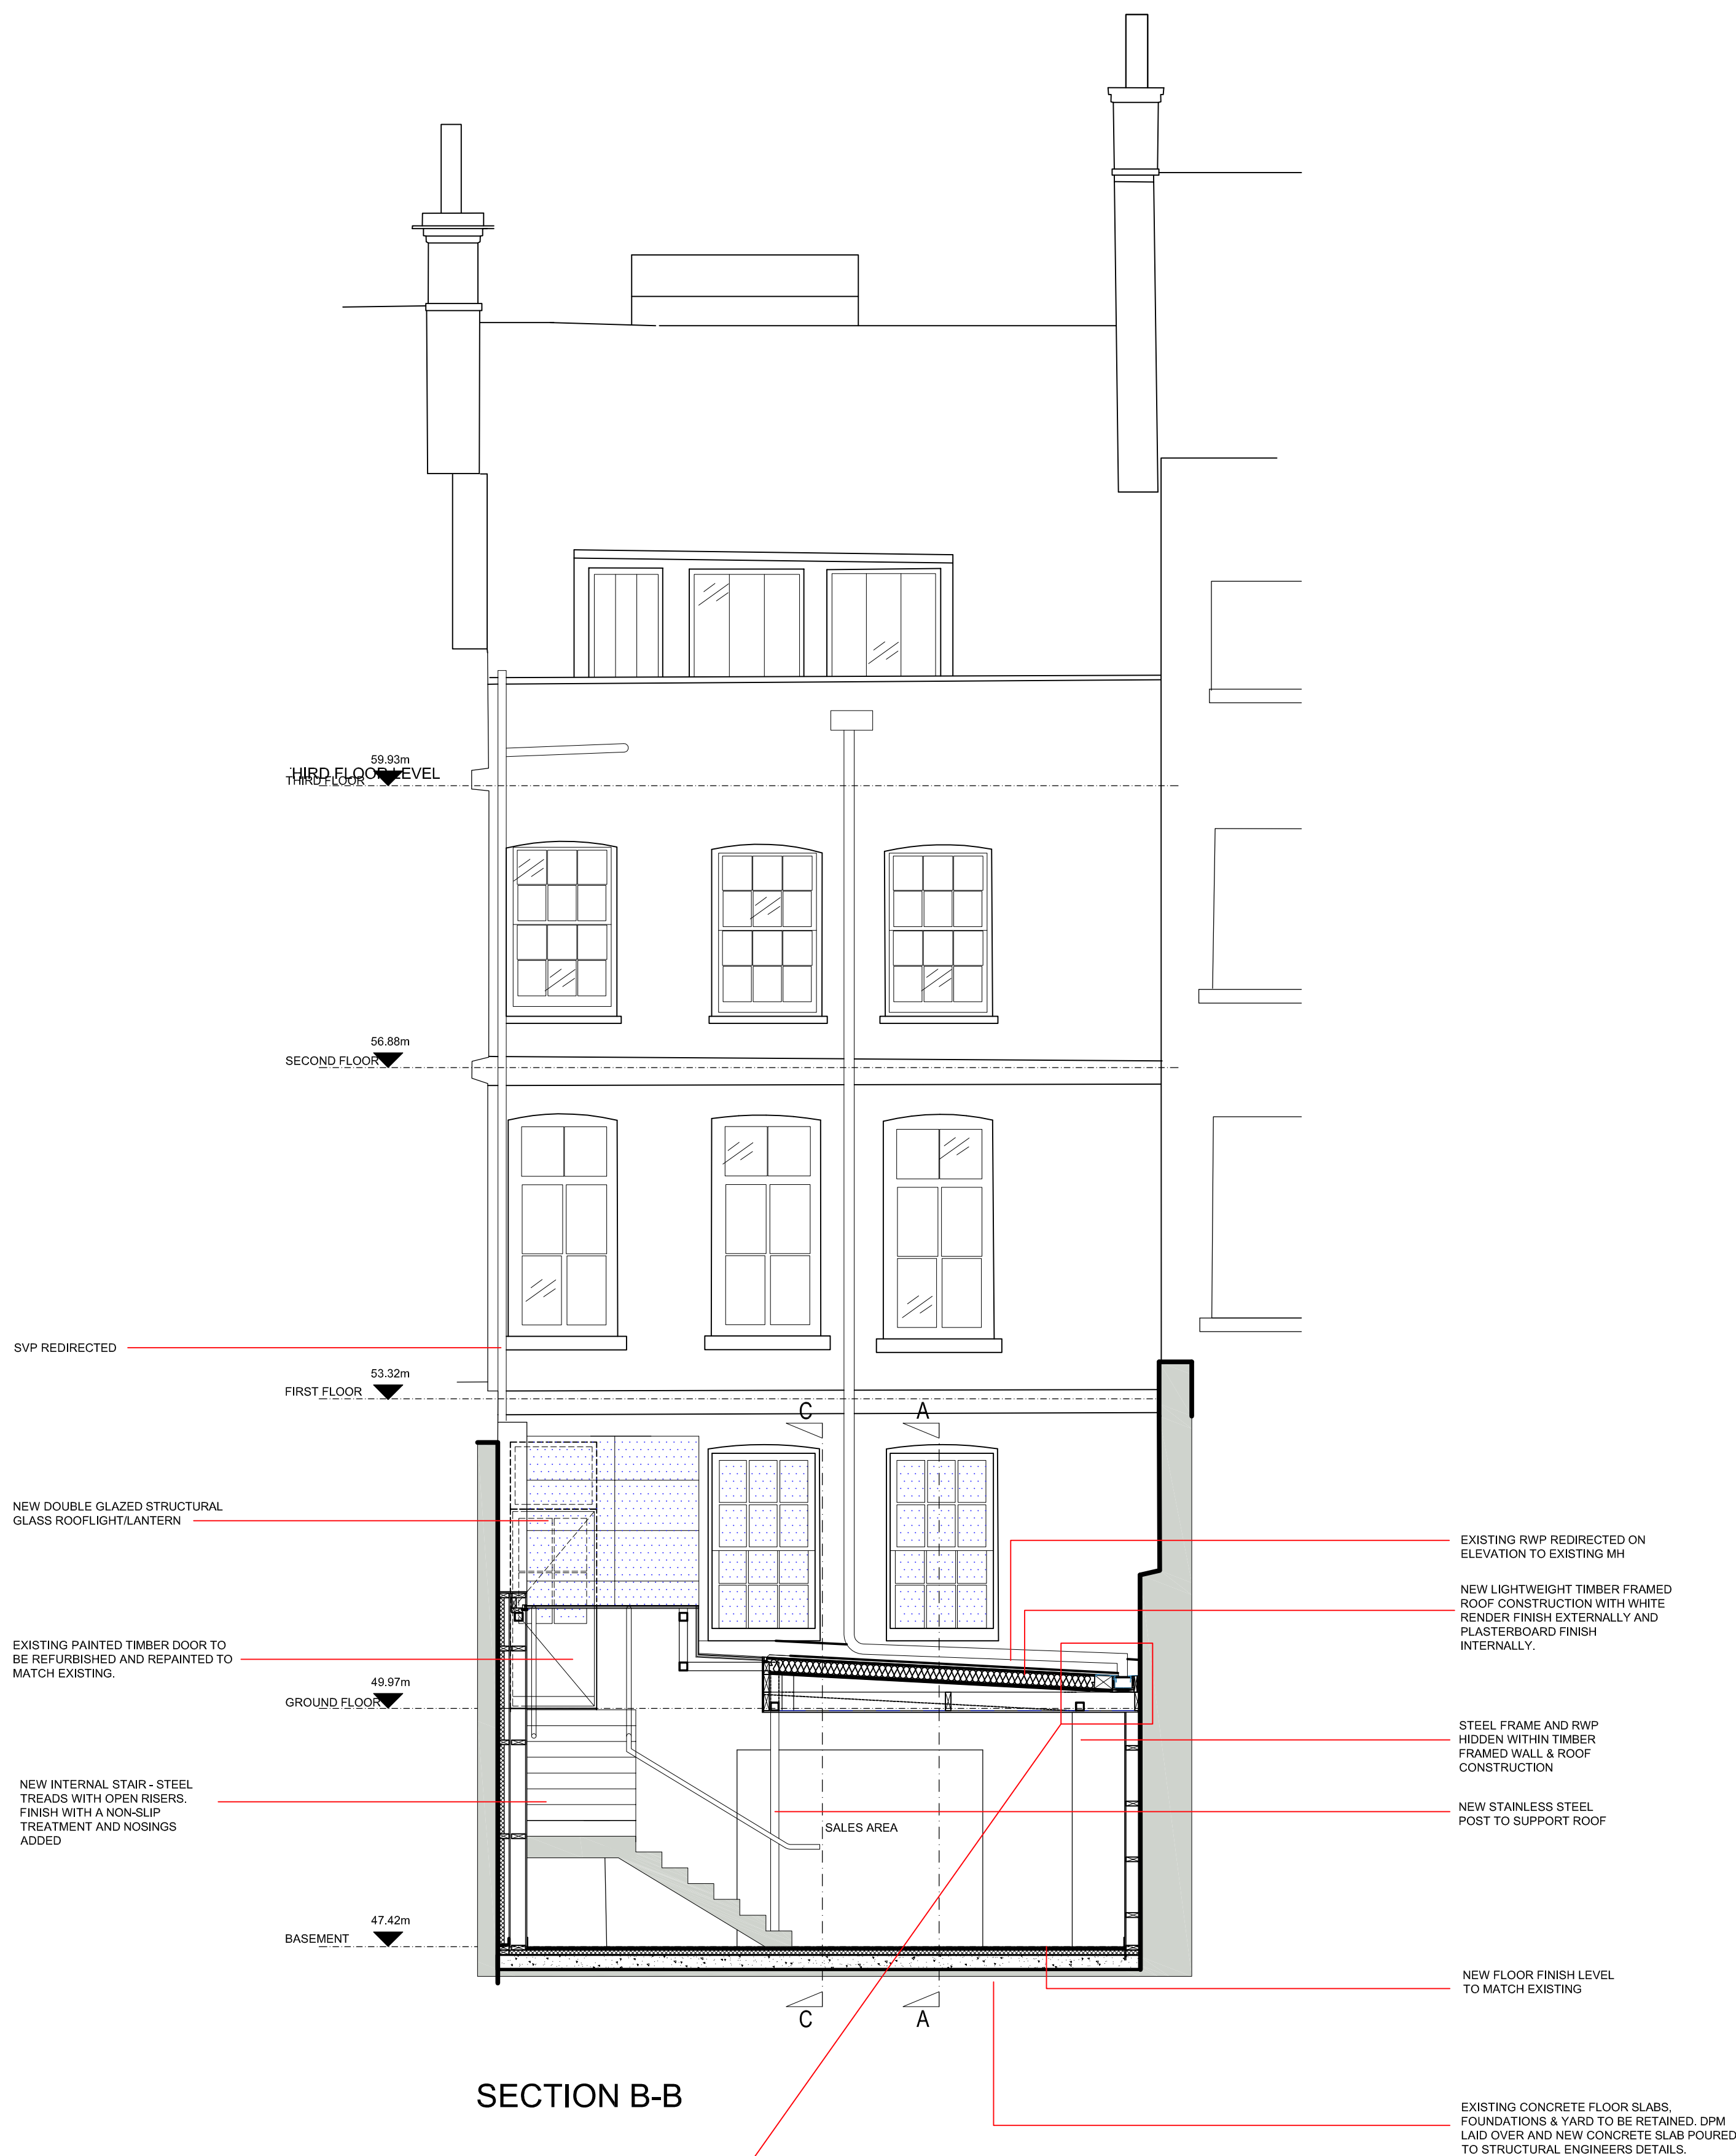 59.93m
THIRD FLOOR LEVEL
THIRD FLOOR
56.88m
SECOND FLOOR
SVP REDIRECTED
53.32m
FIRST FLOOR
C
A
NEW DOUBLE GLAZED STRUCTURAL
GLASS ROOFLIGHT/LANTERN
EXISTING RWP REDIRECTED ON
ELEVATION TO EXISTING MH
NEW LIGHTWEIGHT TIMBER FRAMED
ROOF CONSTRUCTION WITH WHITE
RENDER FINISH EXTERNALLY AND
PLASTERBOARD FINISH
INTERNALLY.
EXISTING PAINTED TIMBER DOOR TO
BE REFURBISHED AND REPAINTED TO
MATCH EXISTING.
49.97m
GROUND FLOOR
STEEL FRAME AND RWP
HIDDEN WITHIN TIMBER
FRAMED WALL & ROOF
CONSTRUCTION
NEW INTERNAL STAIR - STEEL
TREADS WITH OPEN RISERS.
FINISH WITH A NON-SLIP
TREATMENT AND NOSINGS
ADDED
NEW STAINLESS STEEL
POST TO SUPPORT ROOF
SALES AREA
47.42m
BASEMENT
NEW FLOOR FINISH LEVEL
TO MATCH EXISTING
C
A
SECTION B-B
EXISTING CONCRETE FLOOR SLABS,
FOUNDATIONS & YARD TO BE RETAINED. DPM
LAID OVER AND NEW CONCRETE SLAB POURED
TO STRUCTURAL ENGINEERS DETAILS.